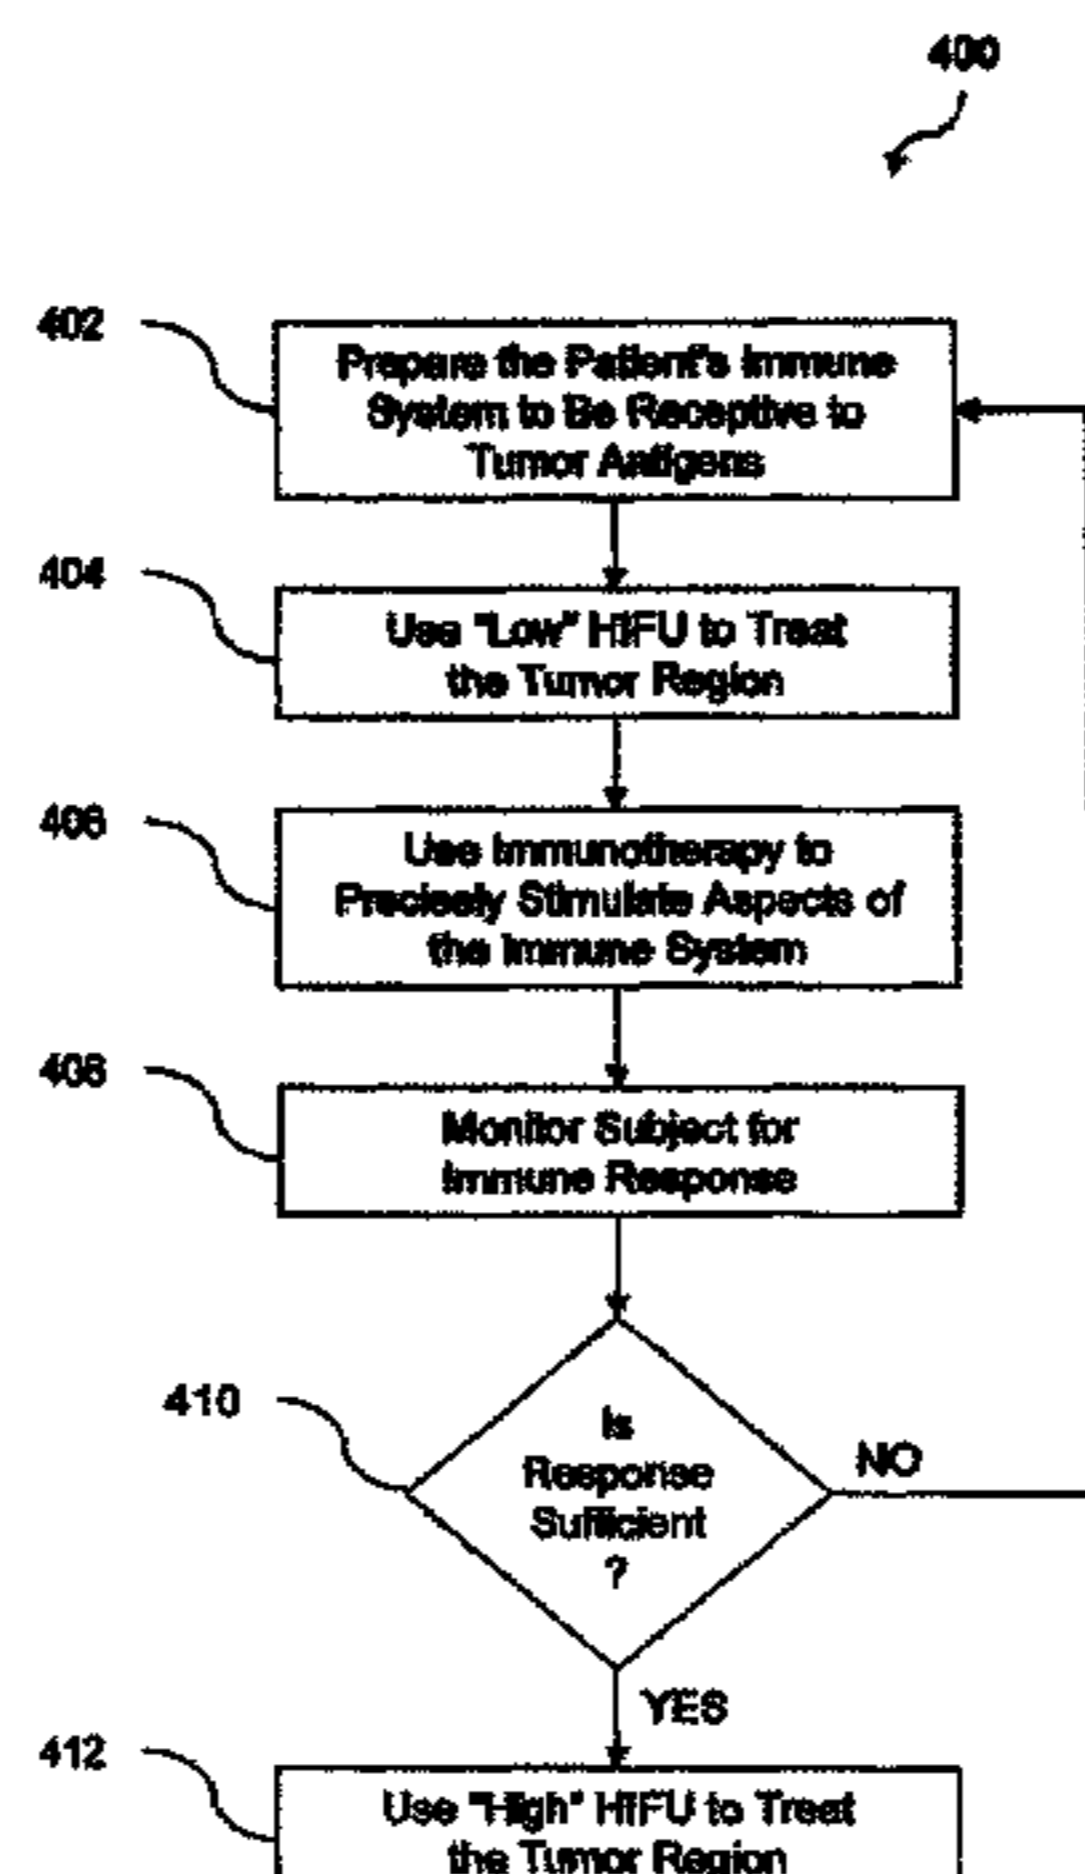 400
402
Prepare the Patient's Immune
System to Be Receptive to
Tumor Antigens
404
Use "Low" HIFU to Treat
the Tumor Region
406
Use Immunotherapy to
Precisely Stimulate Aspects of
the Immune System
408
Monitor Subject for
Immune Response
410
Is
Response
Sufficient
?
NO
YES
412
Use "High" HIFU to Treat
the Tumor Region